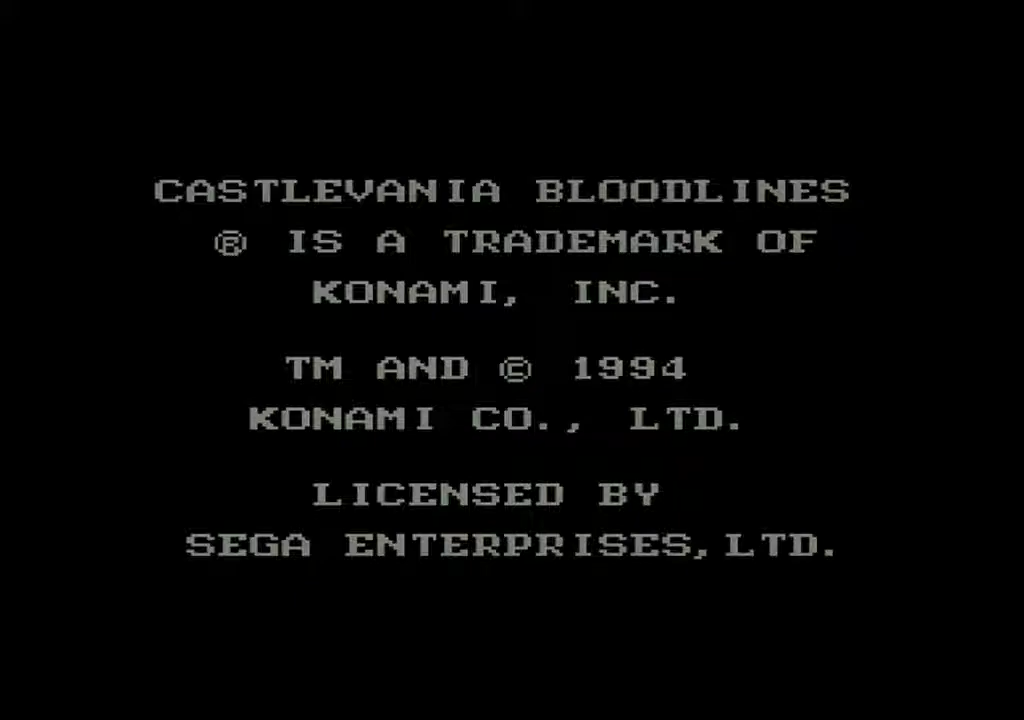 CASTLEVANIA BLOODLINES
® IS A TRADEMARK OF
KONAMI, INC.
TM AND © 1994
KONAMI CO., LTD.
LICENSED BY
SEGA ENTERPRISES,LTD.